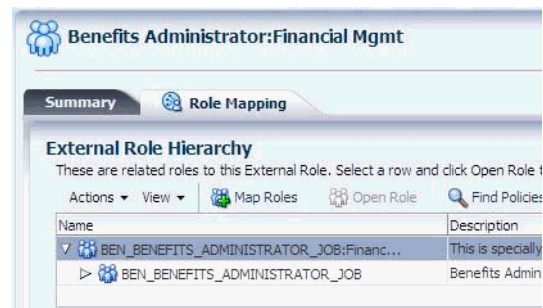 Benefits Administrator:Financial Mgmt
Summary Role Mapping
External Role Hierarchy
These are related roles to this External Role. Select a row and click Open Role
Actions View Map Roles Open Role Find Policies
Name Description
BEN_BENEFITS_ADMINISTRATOR_JOB:Financ... This is specially
BEN_BENEFITS_ADMINISTRATOR_JOB Benefits Admin